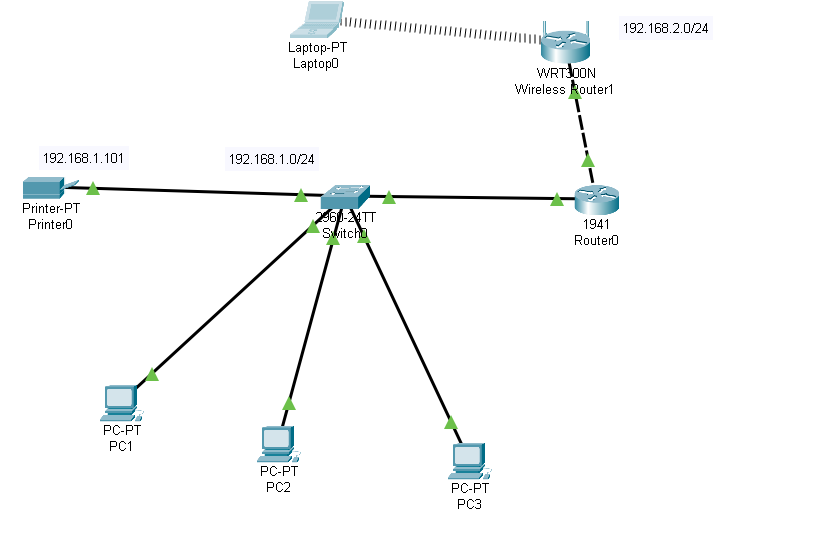 192.168.2.0/24
Laptop-PT
Laptop0
WRT300N
Wireless Router1
192.168.1.101
192.168.1.0/24
Printer-PT
Printer0
2960-24TT
Switch0
1941
Router0
PC-PT
PC1
PC-PT
PC2
PC-PT
PC3